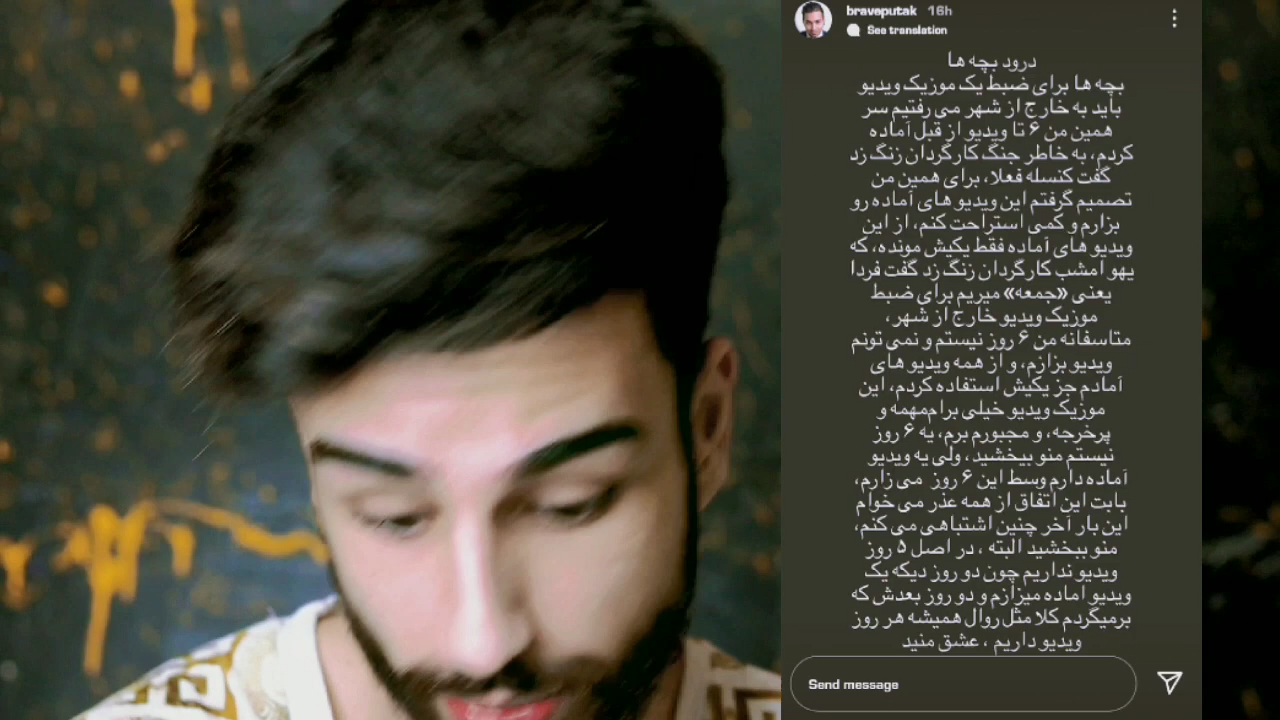 braveputak 16h
See translation
درود بچه ها
بچه ها برای ضبط یک موزیک ویدیو
باید به خارج از شهر می رفتیم سر
همین من ۶ تا ویدیو از قبل آماده
کردم، به خاطر جنگ کارگردان زنگ زد
گفت کنسله فعلا، برای همین من
تصمیم گرفتم این ویدیو های آماده رو
بزارم و کمی استراحت کنم، از این
ویدیو های آماده فقط یکیش مونده، که
یهو امشب کارگردان زنگ زد گفت فردا
یعنی «جمعه» میریم برای ضبط
موزیک ویدیو خارج از شهر،
متاسفانه من ۶ روز نیستم و نمی تونم
ویدیو بزازم، و از همه ویدیو های
آمادم جز یکیش استفاده کردم، این
موزیک ویدیو خیلی برام مهمه و
پرخرجه، و مجبورم برم، یه ۶ روز
نیستم منو ببخشید، ولی یه ویدیو
آماده دارم وسط این ۶ روز می زارم،
بابت این اتفاق از همه عذر می خوام
این بار آخر چنین اشتباهی می کنم،
منو ببخشید البته ، در اصل ۵ روز
ویدیو نداریم چون دو روز دیکه یک
ویدیو اماده میزازم و دو روز بعدش که
برمیگردم کلا مثل روال همیشه هر روز
ویدیو داریم ، عشق منید
Send message